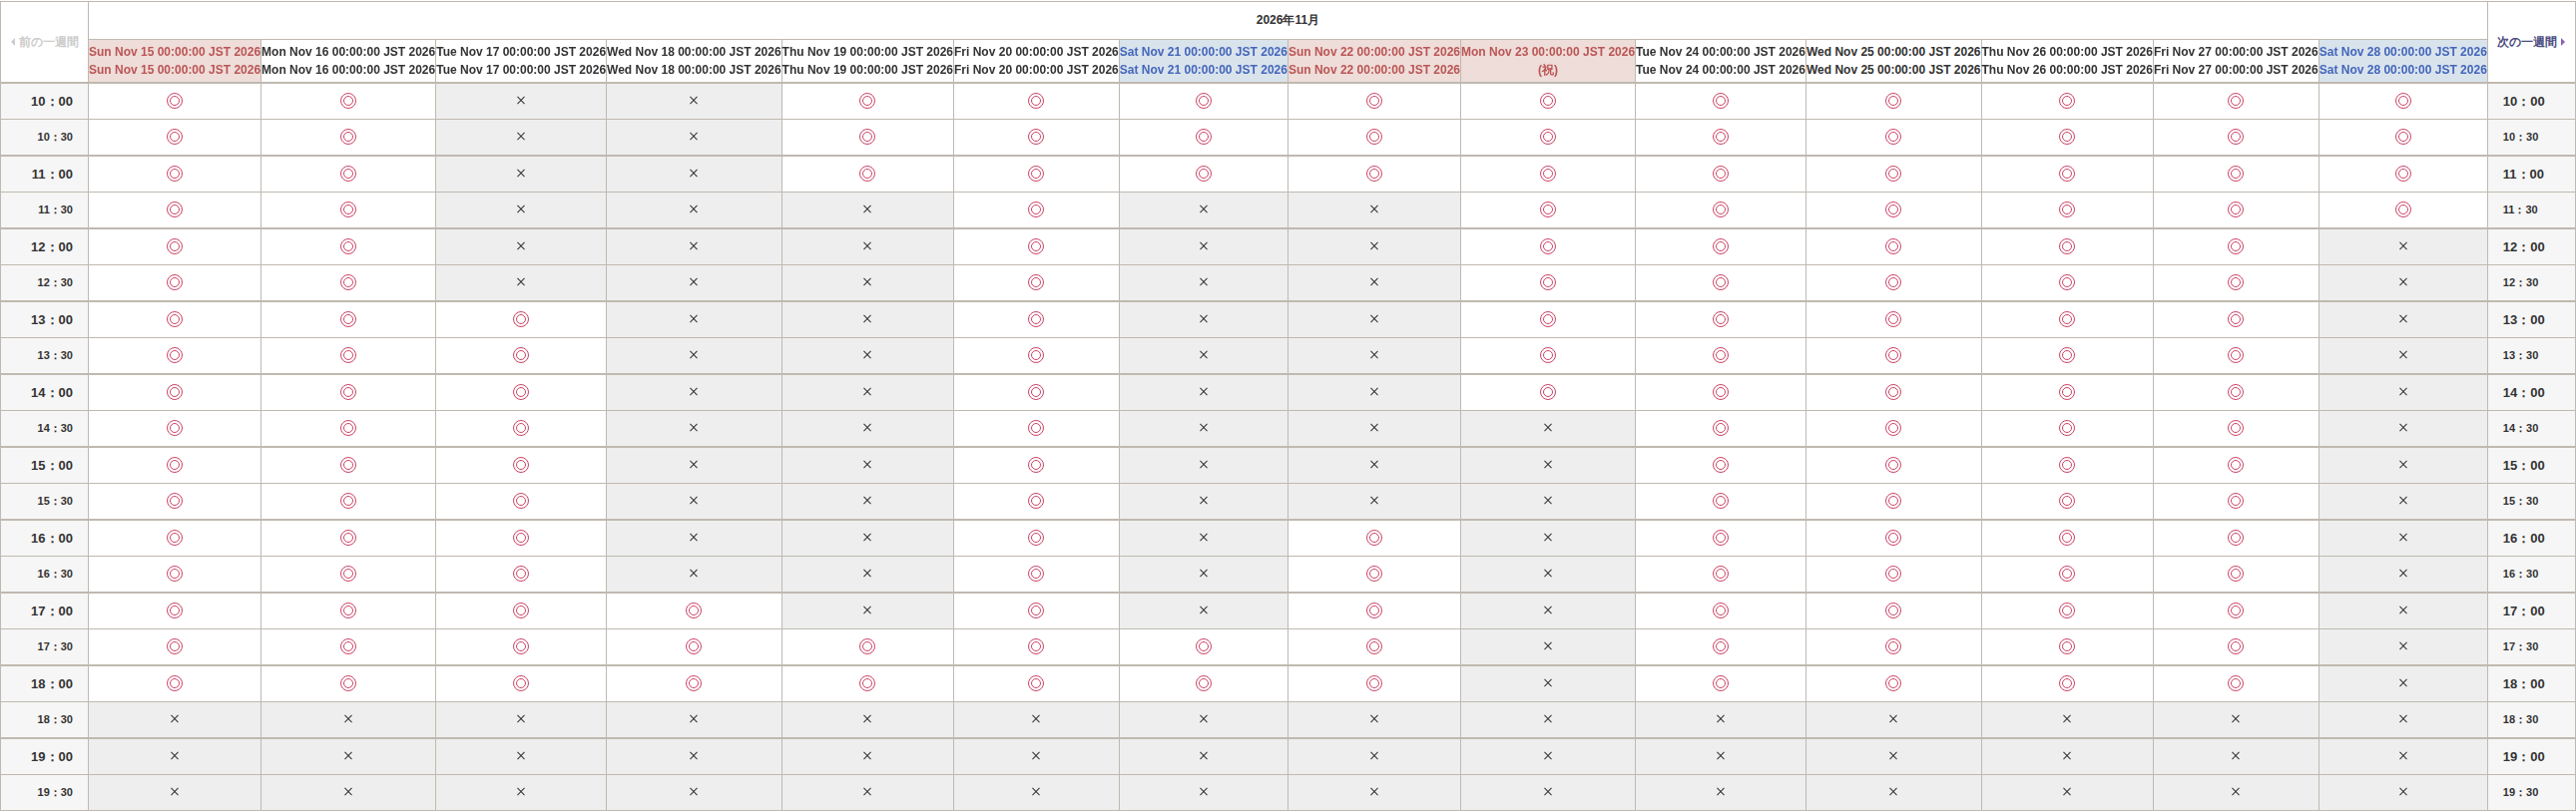 2026年11月
前の一週間
Sun Nov 15 00:00:00 JST 2026 Mon Nov 16 00:00:00 JST 2026 Tue Nov 17 00:00:00 JST 2026 Wed Nov 18 00:00:00 JST 2026 Thu Nov 19 00:00:00 JST 2026 Fri Nov 20 00:00:00 JST 2026 Sat Nov 21 00:00:00 JST 2026 Sun Nov 22 00:00:00 JST 2026 Mon Nov 23 00:00:00 JST 2026 Tue Nov 24 00:00:00 JST 2026 Wed Nov 25 00:00:00 JST 2026 Thu Nov 26 00:00:00 JST 2026 Fri Nov 27 00:00:00 JST 2026 Sat Nov 28 00:00:00 JST 2026
Sun Nov 15 00:00:00 JST 2026 Mon Nov 16 00:00:00 JST 2026 Tue Nov 17 00:00:00 JST 2026 Wed Nov 18 00:00:00 JST 2026 Thu Nov 19 00:00:00 JST 2026 Fri Nov 20 00:00:00 JST 2026 Sat Nov 21 00:00:00 JST 2026 Sun Nov 22 00:00:00 JST 2026 (祝) Tue Nov 24 00:00:00 JST 2026 Wed Nov 25 00:00:00 JST 2026 Thu Nov 26 00:00:00 JST 2026 Fri Nov 27 00:00:00 JST 2026 Sat Nov 28 00:00:00 JST 2026
次の一週間
10：00 ◎ ◎ × × ◎ ◎ ◎ ◎ ◎ ◎ ◎ ◎ ◎ ◎ 10：00
10：30 ◎ ◎ × × ◎ ◎ ◎ ◎ ◎ ◎ ◎ ◎ ◎ ◎ 10：30
11：00 ◎ ◎ × × ◎ ◎ ◎ ◎ ◎ ◎ ◎ ◎ ◎ ◎ 11：00
11：30 ◎ ◎ × × × ◎ × × ◎ ◎ ◎ ◎ ◎ ◎ 11：30
12：00 ◎ ◎ × × × ◎ × × ◎ ◎ ◎ ◎ ◎ × 12：00
12：30 ◎ ◎ × × × ◎ × × ◎ ◎ ◎ ◎ ◎ × 12：30
13：00 ◎ ◎ ◎ × × ◎ × × ◎ ◎ ◎ ◎ ◎ × 13：00
13：30 ◎ ◎ ◎ × × ◎ × × ◎ ◎ ◎ ◎ ◎ × 13：30
14：00 ◎ ◎ ◎ × × ◎ × × ◎ ◎ ◎ ◎ ◎ × 14：00
14：30 ◎ ◎ ◎ × × ◎ × × × ◎ ◎ ◎ ◎ × 14：30
15：00 ◎ ◎ ◎ × × ◎ × × × ◎ ◎ ◎ ◎ × 15：00
15：30 ◎ ◎ ◎ × × ◎ × × × ◎ ◎ ◎ ◎ × 15：30
16：00 ◎ ◎ ◎ × × ◎ × ◎ × ◎ ◎ ◎ ◎ × 16：00
16：30 ◎ ◎ ◎ × × ◎ × ◎ × ◎ ◎ ◎ ◎ × 16：30
17：00 ◎ ◎ ◎ ◎ × ◎ × ◎ × ◎ ◎ ◎ ◎ × 17：00
17：30 ◎ ◎ ◎ ◎ ◎ ◎ ◎ ◎ × ◎ ◎ ◎ ◎ × 17：30
18：00 ◎ ◎ ◎ ◎ ◎ ◎ ◎ ◎ × ◎ ◎ ◎ ◎ × 18：00
18：30 × × × × × × × × × × × × × × 18：30
19：00 × × × × × × × × × × × × × × 19：00
19：30 × × × × × × × × × × × × × × 19：30